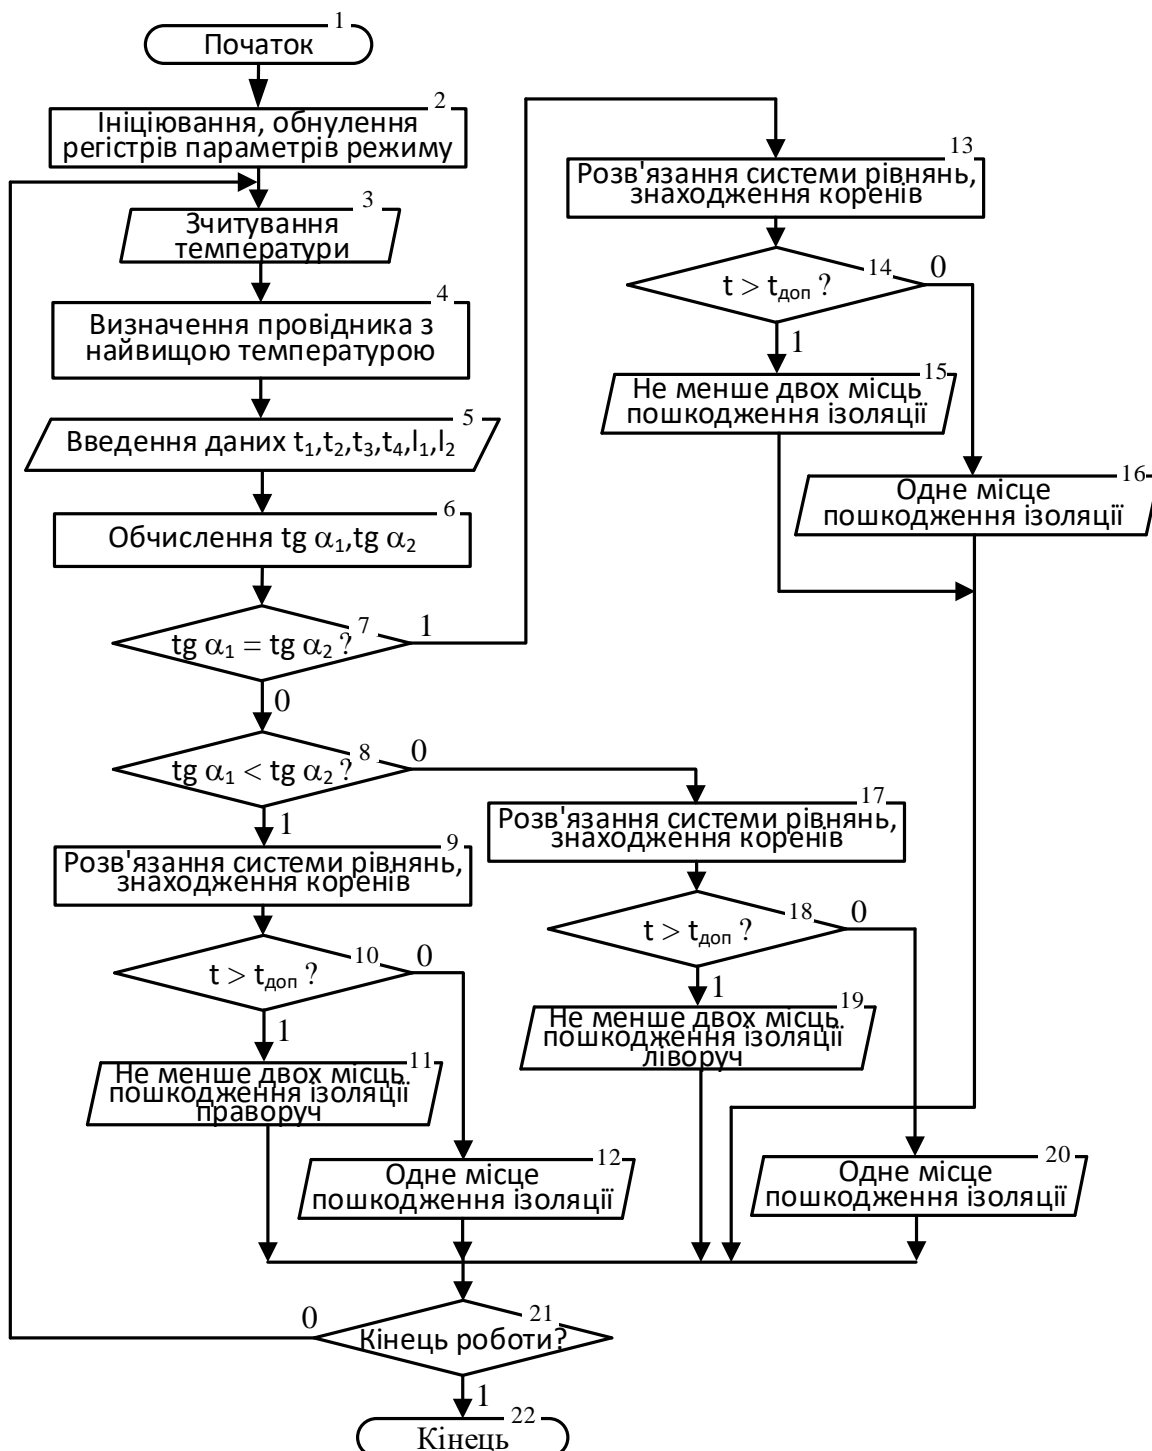 1
Початок
2
Ініціювання, обнулення
регістрів параметрів режиму
3
Зчитування
температури
4
Визначення провідника з
найвищою температурою
5
Введення даних t₁,t₂,t₃,t₄,l₁,l₂
6
Обчислення tg α₁,tg α₂
7
tg α₁ = tg α₂ ?
1
0
8
tg α₁ < tg α₂ ?
0
1
9
Розв'язання системи рівнянь,
знаходження коренів
10
t > tдоп ?
0
1
11
Не менше двох місць
пошкодження ізоляції
праворуч
12
Одне місце
пошкодження ізоляції
13
Розв'язання системи рівнянь,
знаходження коренів
14
t > tдоп ?
0
1
15
Не менше двох місць
пошкодження ізоляції
16
Одне місце
пошкодження ізоляції
17
Розв'язання системи рівнянь,
знаходження коренів
18
t > tдоп ?
0
1
19
Не менше двох місць
пошкодження ізоляції
ліворуч
20
Одне місце
пошкодження ізоляції
21
Кінець роботи?
0
1
22
Кінець